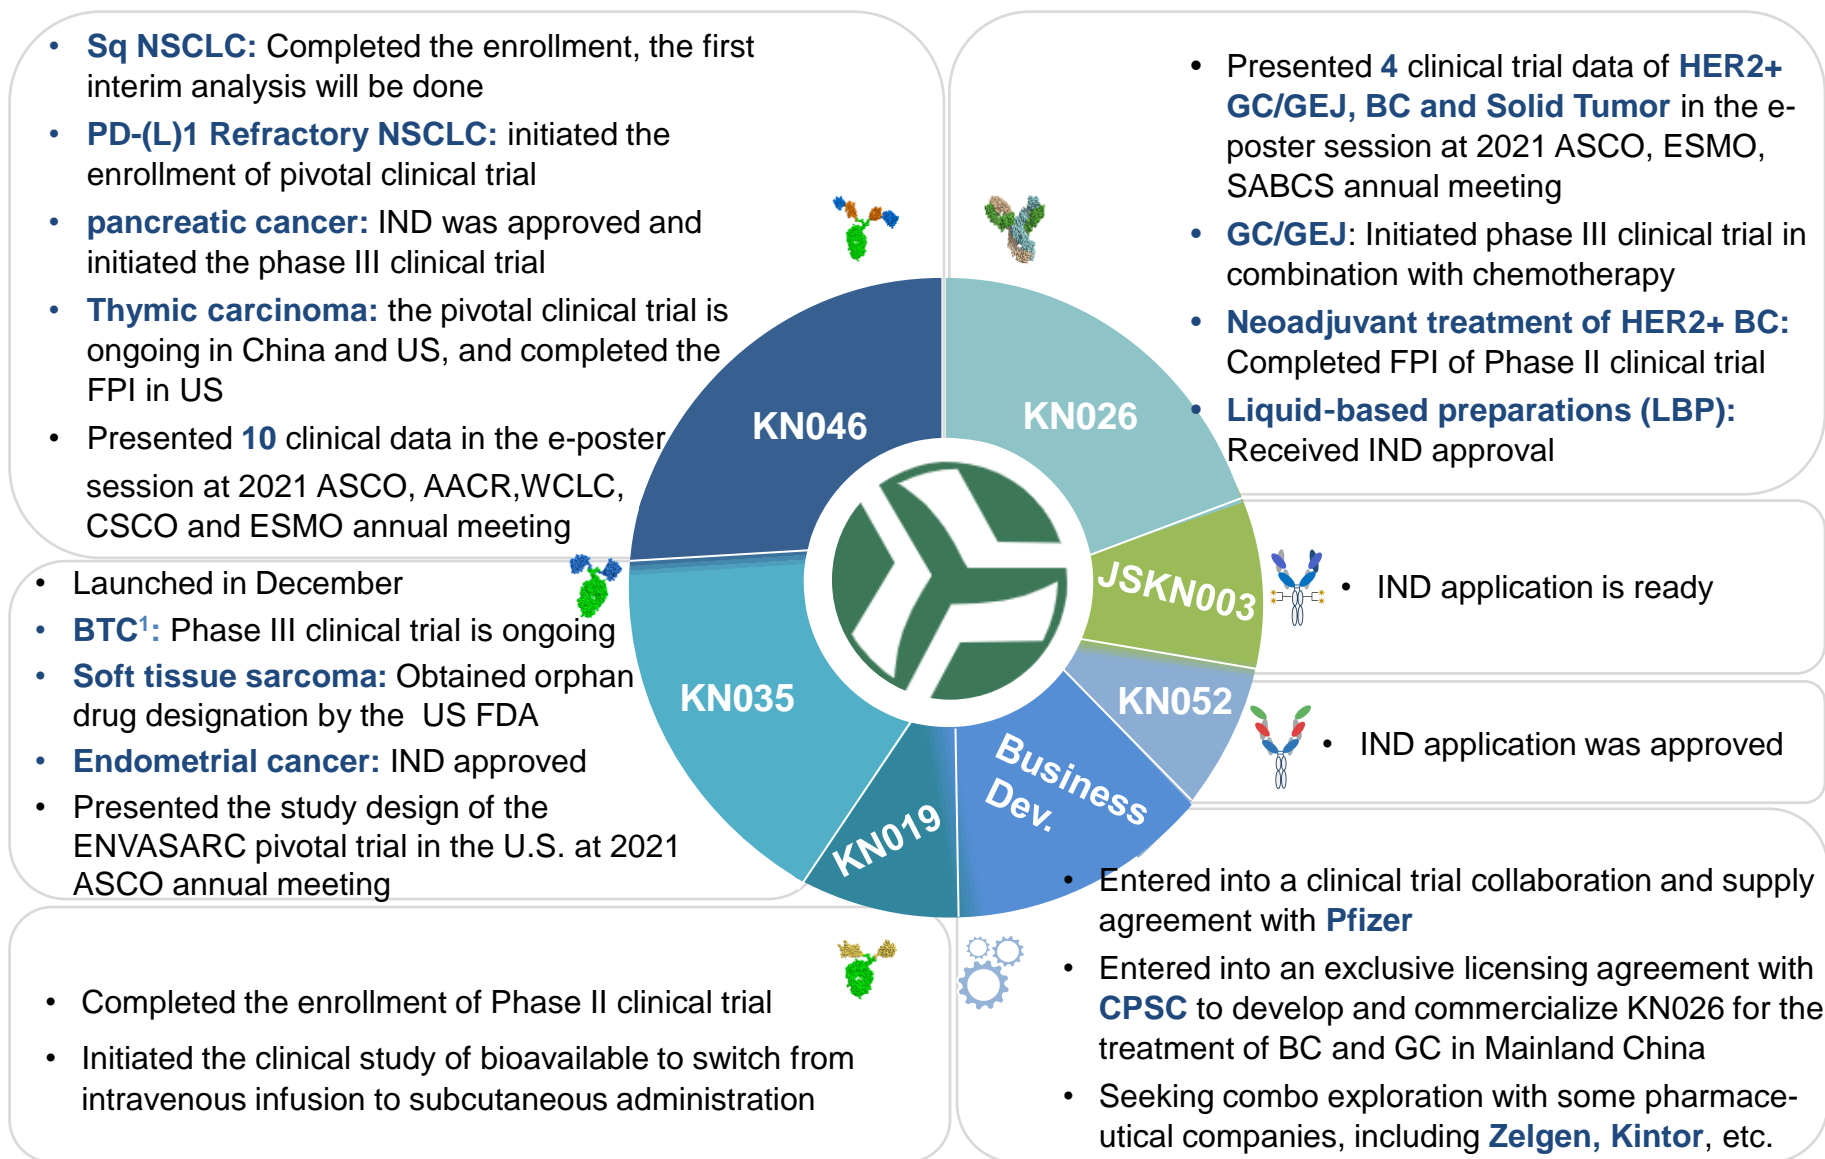 • Sq NSCLC: Completed the enrollment, the first
interim analysis will be done
• PD-(L)1 Refractory NSCLC: initiated the
enrollment of pivotal clinical trial
• pancreatic cancer: IND was approved and
initiated the phase III clinical trial
• Thymic carcinoma: the pivotal clinical trial is
ongoing in China and US, and completed the
FPI in US
• Presented 10 clinical data in the e-poster
session at 2021 ASCO, AACR,WCLC,
CSCO and ESMO annual meeting
• Presented 4 clinical trial data of HER2+
GC/GEJ, BC and Solid Tumor in the e-
poster session at 2021 ASCO, ESMO,
SABCS annual meeting
• GC/GEJ: Initiated phase III clinical trial in
combination with chemotherapy
• Neoadjuvant treatment of HER2+ BC:
Completed FPI of Phase II clinical trial
• Liquid-based preparations (LBP):
Received IND approval
KN046
KN026
JSKN003
KN052
Business
Dev.
KN019
KN035
• Launched in December
• BTC¹: Phase III clinical trial is ongoing
• Soft tissue sarcoma: Obtained orphan
drug designation by the US FDA
• Endometrial cancer: IND approved
• Presented the study design of the
ENVASARC pivotal trial in the U.S. at 2021
ASCO annual meeting
• IND application is ready
• IND application was approved
• Completed the enrollment of Phase II clinical trial
• Initiated the clinical study of bioavailable to switch from
intravenous infusion to subcutaneous administration
• Entered into a clinical trial collaboration and supply
agreement with Pfizer
• Entered into an exclusive licensing agreement with
CPSC to develop and commercialize KN026 for the
treatment of BC and GC in Mainland China
• Seeking combo exploration with some pharmace-
utical companies, including Zelgen, Kintor, etc.